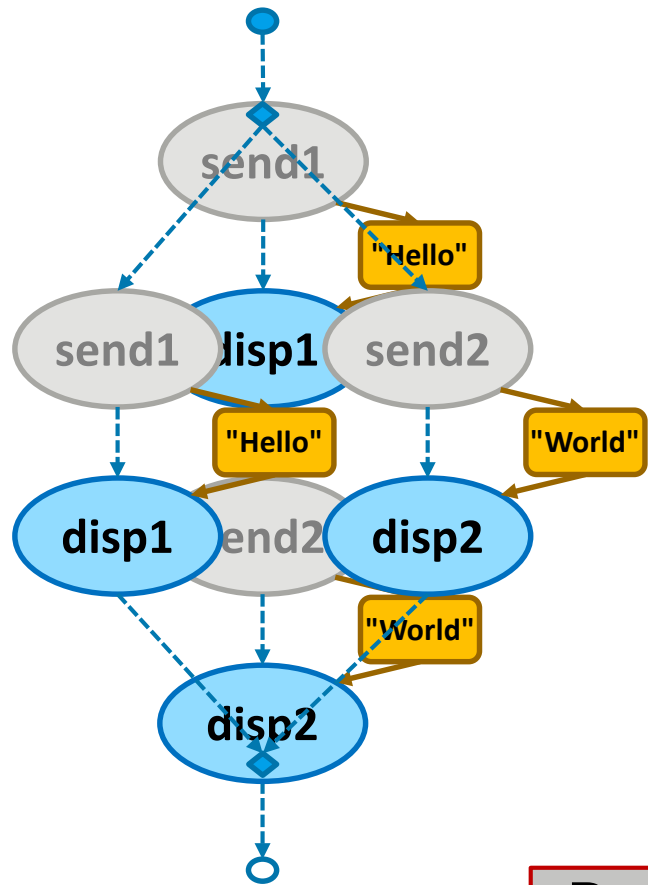 send1
"Hello"
send1
disp1
send2
"Hello"
"World"
disp1
end2
disp2
"World"
disp2